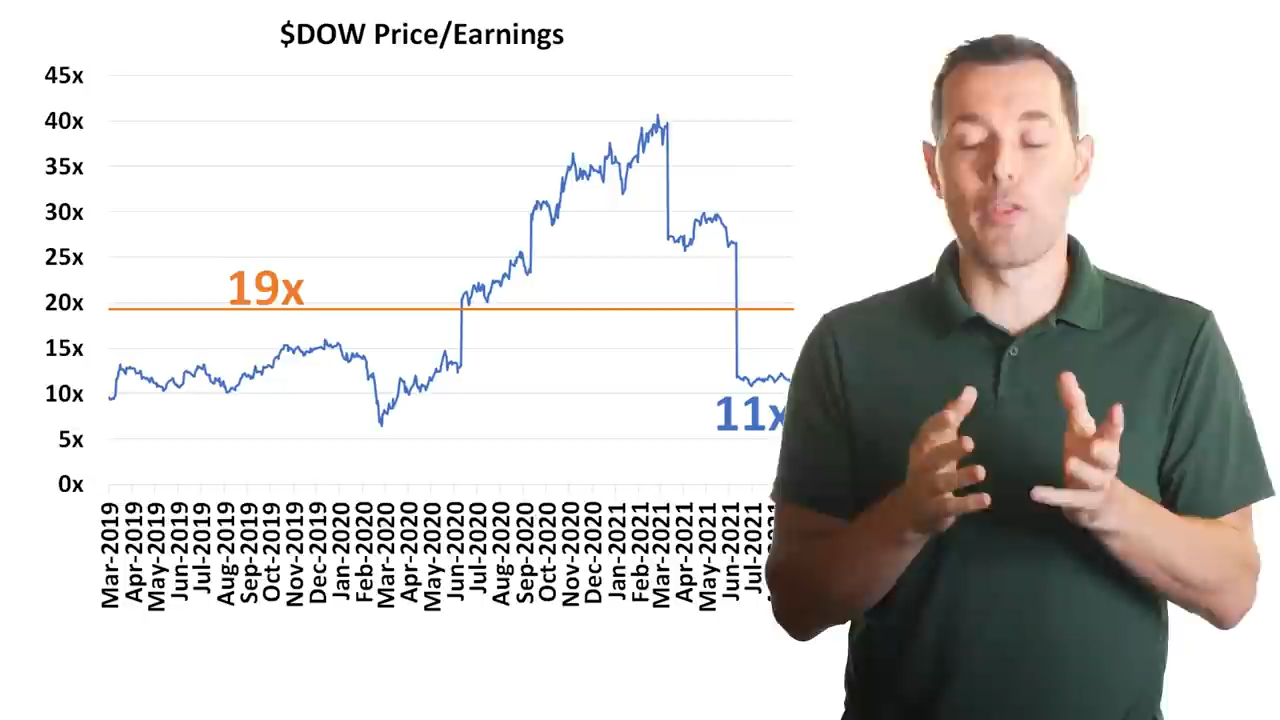 $DOW Price/Earnings
45x
40x
35x
30x
25x
20x
15x
10x
5x
0x
19x
11x
Mar-2019
Apr-2019
May-2019
Jun-2019
Jul-2019
Aug-2019
Sep-2019
Oct-2019
Nov-2019
Dec-2019
Jan-2020
Feb-2020
Mar-2020
Apr-2020
May-2020
Jun-2020
Jul-2020
Aug-2020
Sep-2020
Oct-2020
Nov-2020
Dec-2020
Jan-2021
Feb-2021
Mar-2021
Apr-2021
May-2021
Jun-2021
Jul-2021